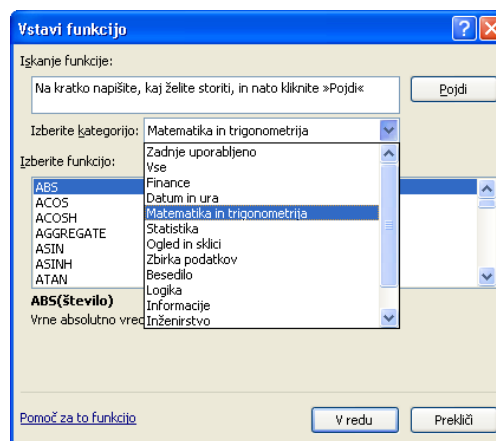 Vstavi funkcijo
Iskanje funkcije:
Na kratko napišite, kaj želite storiti, in nato kliknite »Pojdi«
Pojdi
Izberite kategorijo: Matematika in trigonometrija
Zadnje uporabljeno
Vse
Finance
Datum in ura
Matematika in trigonometrija
Statistika
Ogled in sklici
Zbirka podatkov
Besedilo
Logika
Informacije
Inženirstvo
Izberite funkcijo:
ABS
ACOS
ACOSH
AGGREGATE
ASIN
ASINH
ATAN
ABS(število)
Vrne absolutno
Pomoč za to funkcijo
V redu
Prekliči